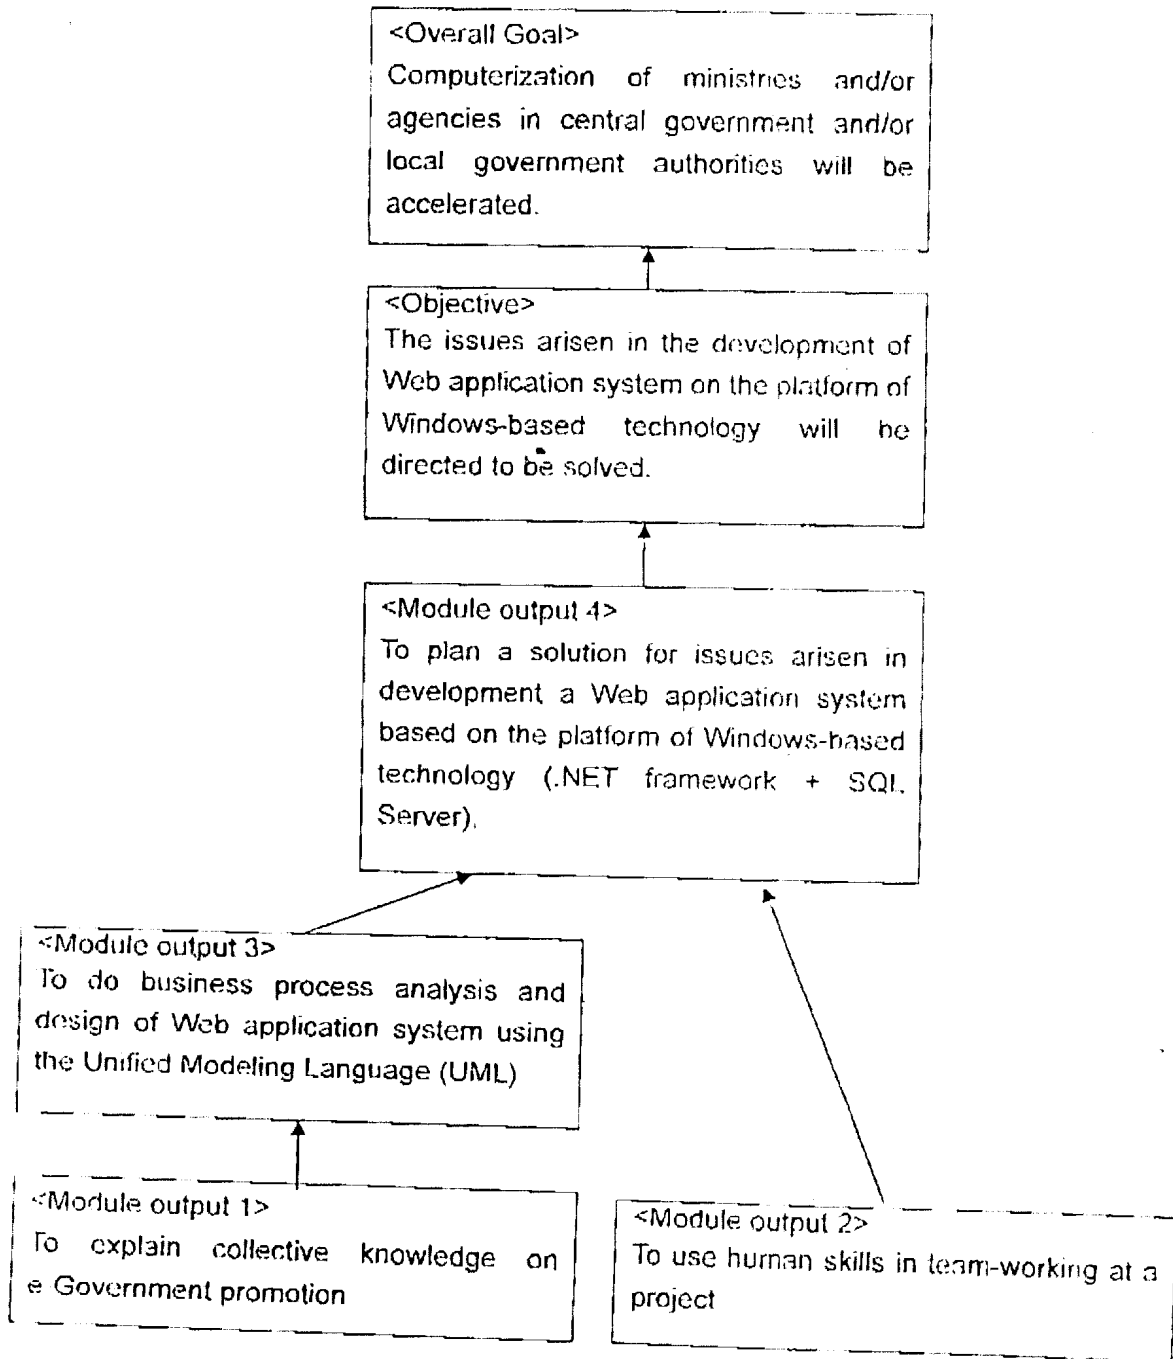 <Overall Goal>
Computerization of ministries and/or
agencies in central government and/or
local government authorities will be
accelerated.
<Objective>
The issues arisen in the development of
Web application system on the platform of
Windows-based technology will be
directed to be solved.
<Module output 4>
To plan a solution for issues arisen in
development a Web application system
based on the platform of Windows-based
technology (.NET framework + SQL
Server).
<Module output 3>
To do business process analysis and
design of Web application system using
the Unified Modeling Language (UML)
<Module output 1>
To explain collective knowledge on
e-Government promotion
<Module output 2>
To use human skills in team-working at a
project